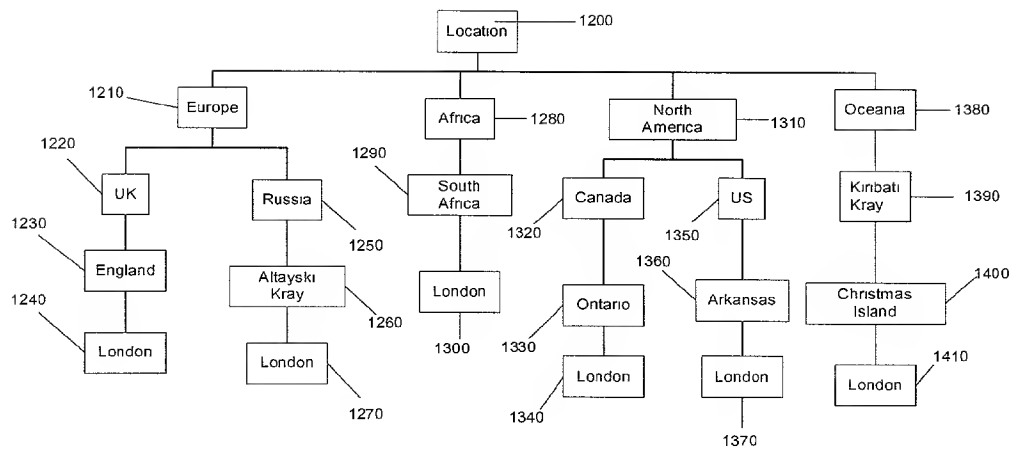 Location
1200
1210
Europe
Africa
1280
North
America
1310
Oceania
1380
1220
UK
Russia
1250
1290
South
Africa
Canada
1320
US
1350
Kiribati
Kray
1390
1230
England
Altayski
Kray
1260
London
1300
Ontario
1330
1360
Arkansas
Christmas
Island
1400
1240
London
London
1270
London
1340
London
1370
London
1410